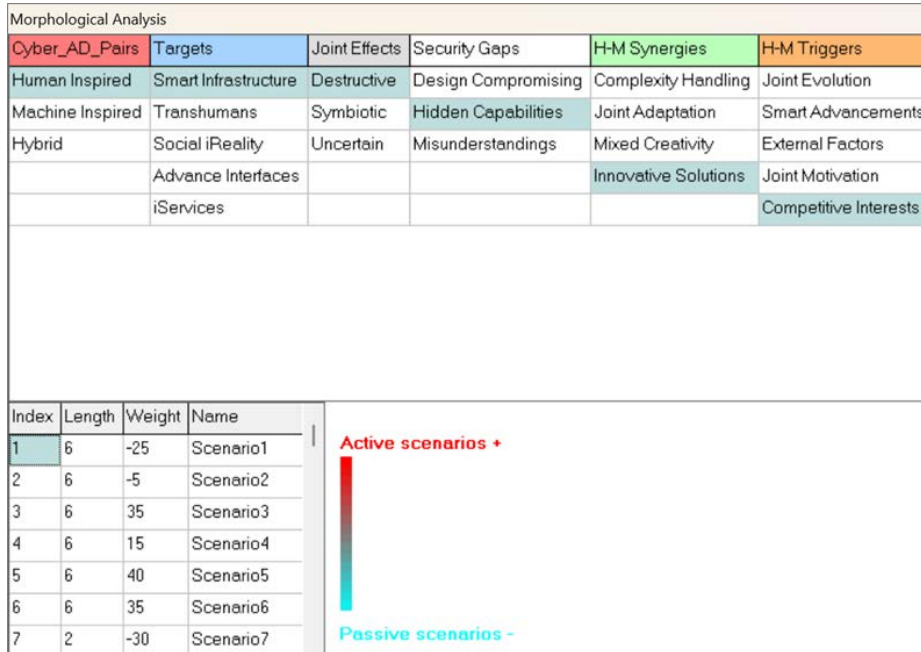 Morphological Analysis
Cyber_AD_Pairs Targets Joint Effects Security Gaps H-M Synergies H-M Triggers
Human Inspired Smart Infrastructure Destructive Design Compromising Complexity Handling Joint Evolution
Machine Inspired Transhumans Symbiotic Hidden Capabilities Joint Adaptation Smart Advancements
Hybrid Social iReality Uncertain Misunderstandings Mixed Creativity External Factors
Advance Interfaces Innovative Solutions Joint Motivation
iServices Competitive Interests
Index Length Weight Name
1 6 -25 Scenario1
2 6 -5 Scenario2
3 6 35 Scenario3
4 6 15 Scenario4
5 6 40 Scenario5
6 6 35 Scenario6
7 2 -30 Scenario7
Active scenarios +
Passive scenarios -